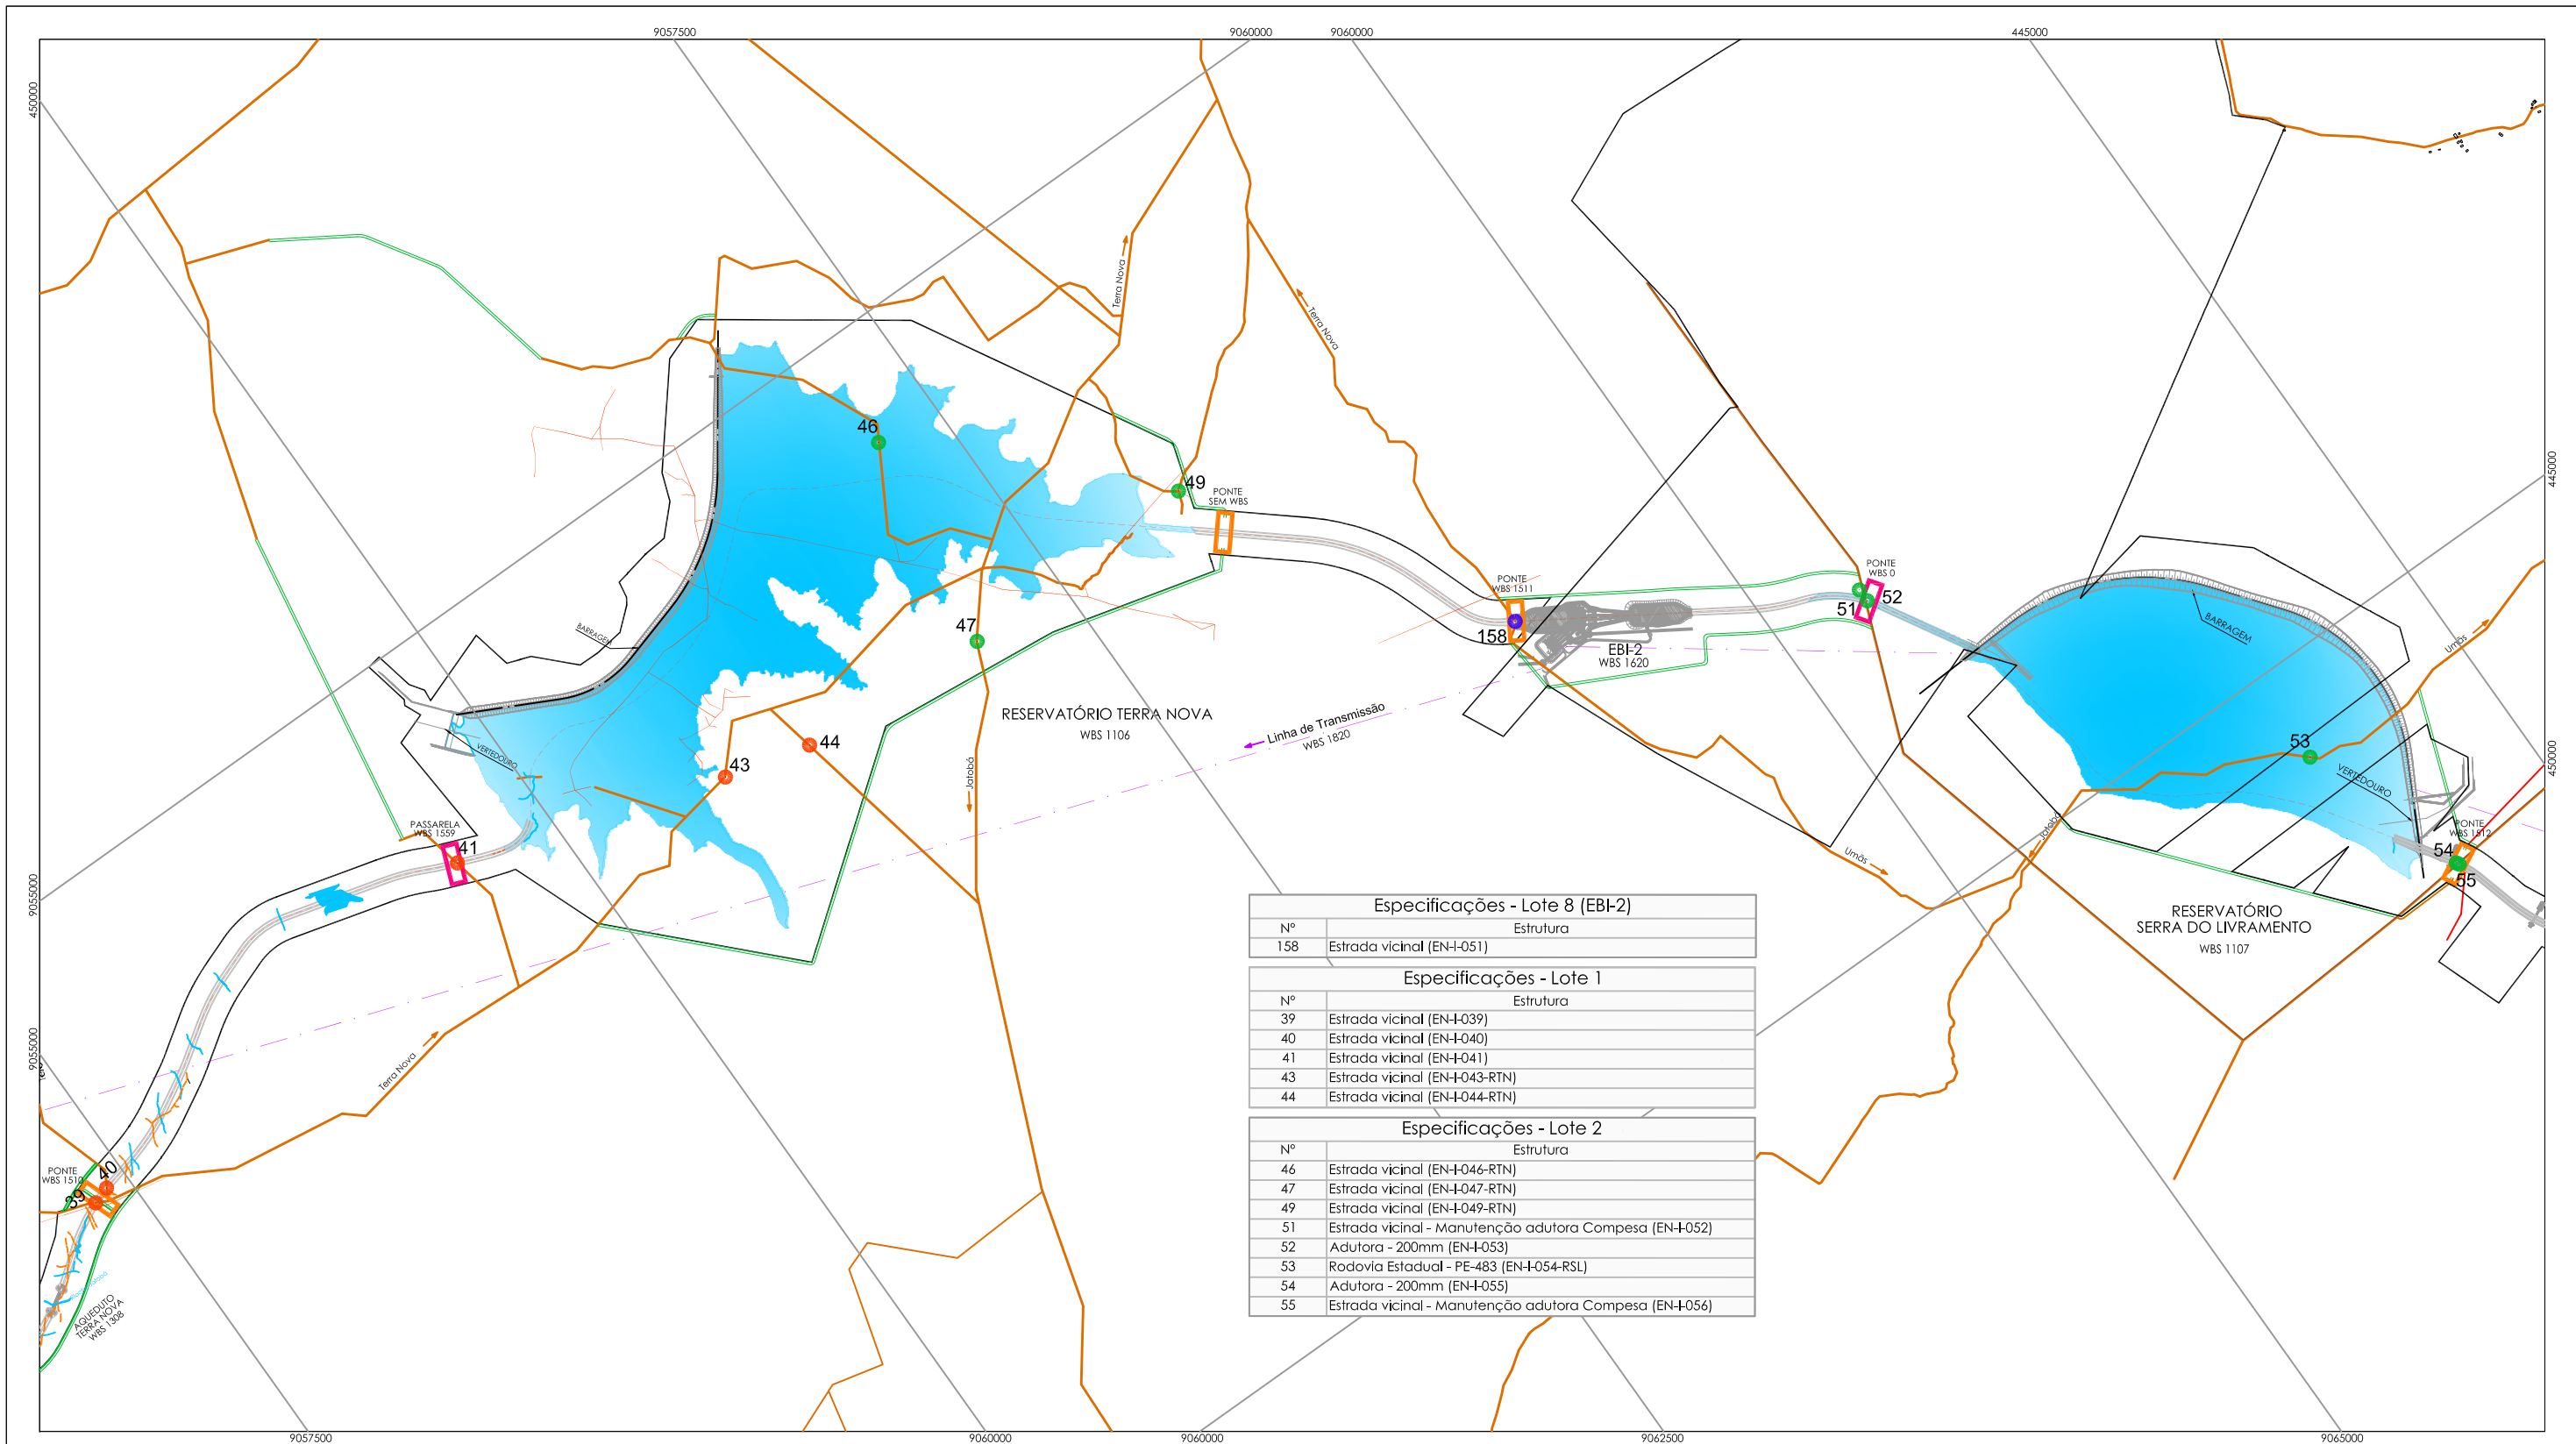 9057500
9060000
9060000
445000
450000
Terra Nova
Terra Nova
46
49
PONTE
SEM WBS
445000
PONTE
WBS 1511
158
PONTE
WBS 0
51
52
EBI-2
WBS 1620
BARRAGEM
BARRAGEM
Umãs
47
RESERVATÓRIO TERRA NOVA
WBS 1106
Linha de Transmissão
WBS 1820
VERTEDOURO
44
43
Jatobá
53
VERTEDOURO
450000
PASSARELA
WBS 1559
41
Umãs
Jatobá
PONTE
WBS 1512
54
55
9055000
RESERVATÓRIO
SERRA DO LIVRAMENTO
WBS 1107
9055000
Terra Nova
PONTE
WBS 1510
40
39
AQUEDUTO
TERRA NOVA
WBS 1308
Especificações - Lote 8 (EBI-2)
Nº Estrutura
158 Estrada vicinal (EN-I-051)
Especificações - Lote 1
Nº Estrutura
39 Estrada vicinal (EN-I-039)
40 Estrada vicinal (EN-I-040)
41 Estrada vicinal (EN-I-041)
43 Estrada vicinal (EN-I-043-RTN)
44 Estrada vicinal (EN-I-044-RTN)
Especificações - Lote 2
Nº Estrutura
46 Estrada vicinal (EN-I-046-RTN)
47 Estrada vicinal (EN-I-047-RTN)
49 Estrada vicinal (EN-I-049-RTN)
51 Estrada vicinal - Manutenção adutora Compesa (EN-I-052)
52 Adutora - 200mm (EN-I-053)
53 Rodovia Estadual - PE-483 (EN-I-054-RSL)
54 Adutora - 200mm (EN-I-055)
55 Estrada vicinal - Manutenção adutora Compesa (EN-I-056)
9057500
9060000
9060000
9062500
9065000